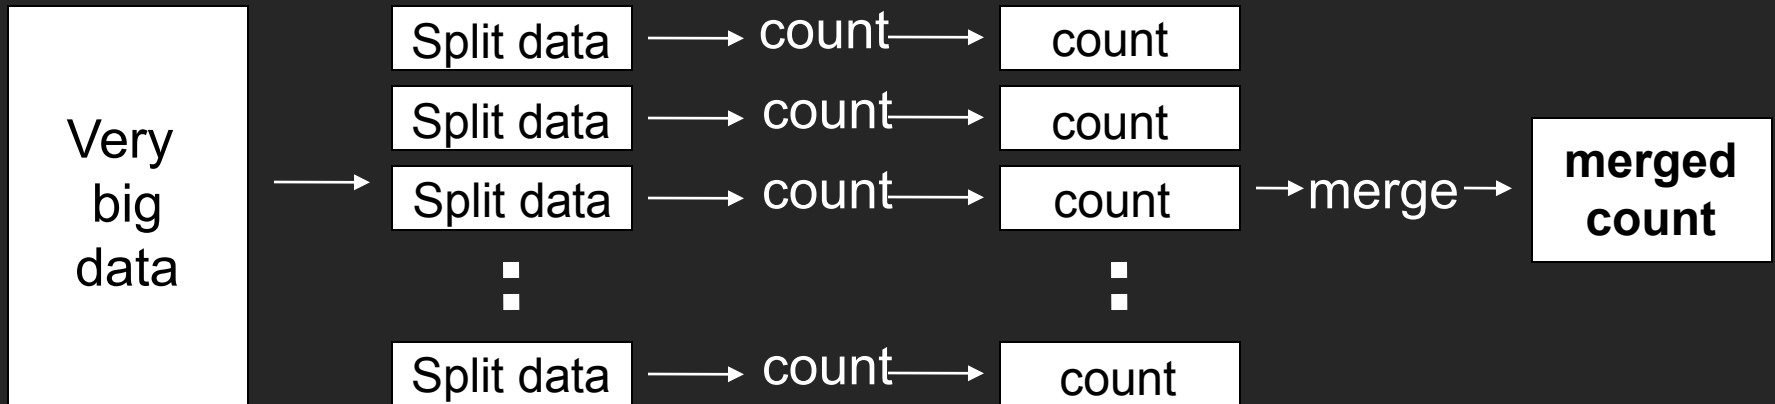 Very
big
data
Split data
count
count
Split data
count
count
Split data
count
count
Split data
count
count
merge
merged
count